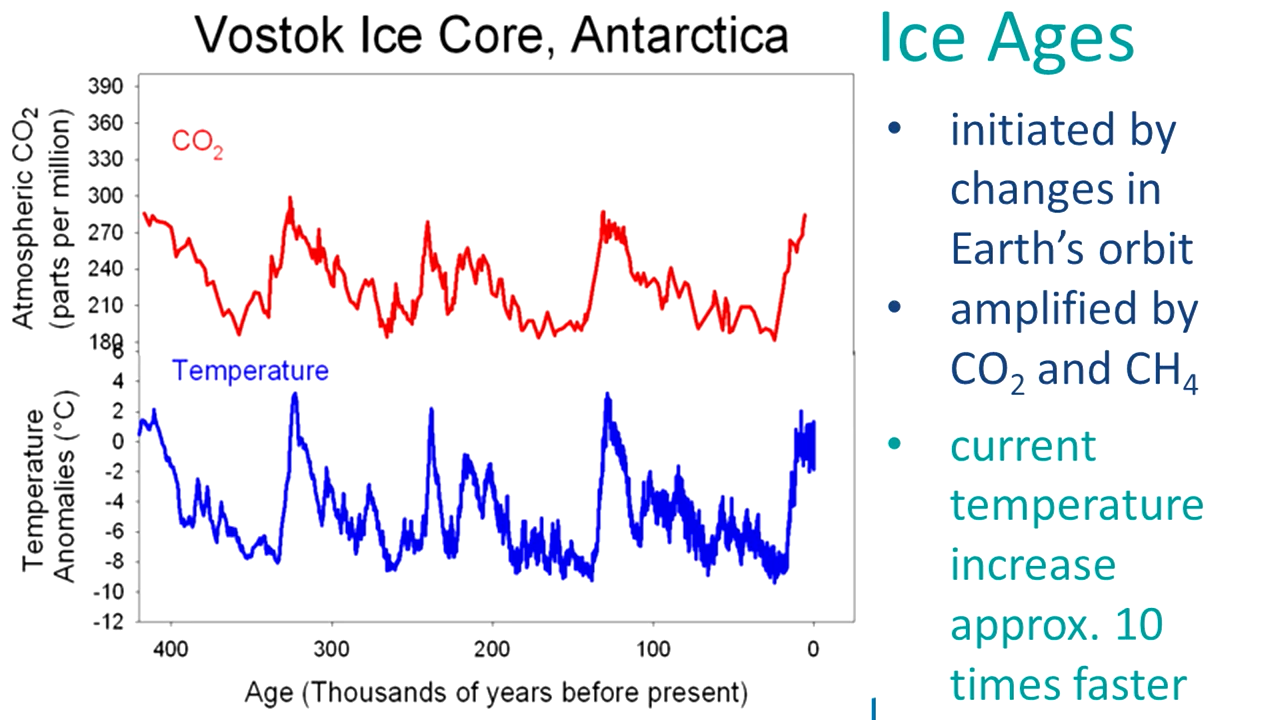 Vostok Ice Core, Antarctica
Atmospheric CO₂
(parts per million)
390
360
330
300
270
240
210
180
CO₂
6
4
2
0
-2
-4
-6
-8
-10
-12
Temperature
Temperature
Anomalies (°C)
400 300 200 100 0
Age (Thousands of years before present)
Ice Ages
• initiated by
changes in
Earth’s orbit
• amplified by
CO₂ and CH₄
• current
temperature
increase
approx. 10
times faster